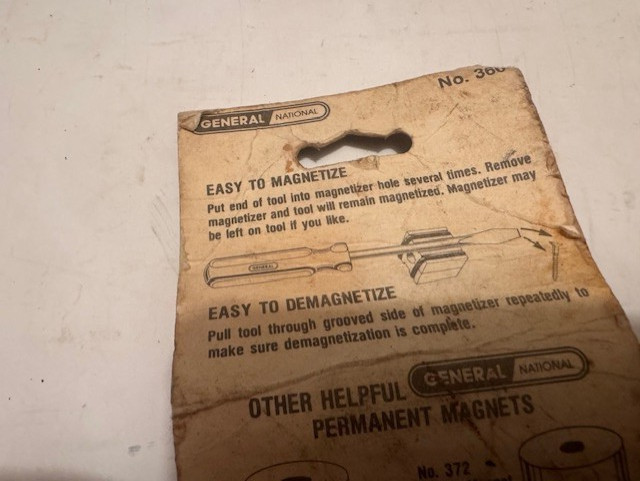 No. 360
GENERAL NATIONAL
EASY TO MAGNETIZE
Put end of tool into magnetizer hole several times. Remove
magnetizer and tool will remain magnetized. Magnetizer may
be left on tool if you like.
GENERAL
EASY TO DEMAGNETIZE
Pull tool through grooved side of magnetizer repeatedly to
make sure demagnetization is complete.
OTHER HELPFUL GENERAL NATIONAL
PERMANENT MAGNETS
No. 372